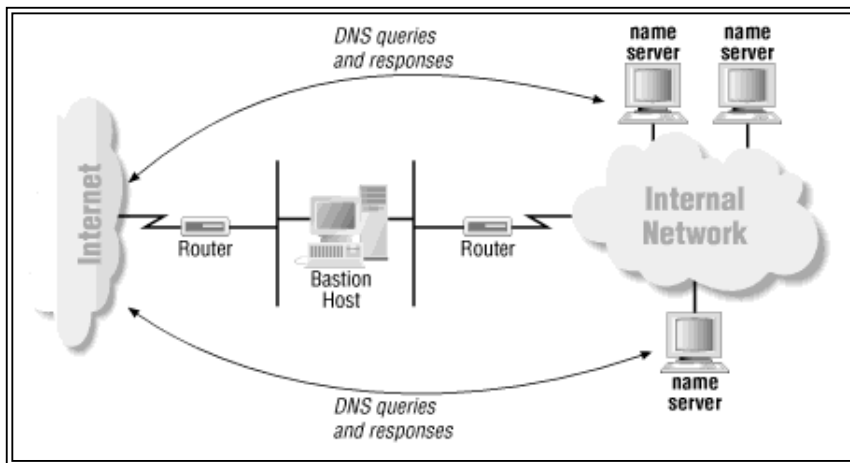 DNS queries
and responses
name
server
name
server
Internet
Router
Bastion
Host
Router
Internal
Network
name
server
DNS queries
and responses